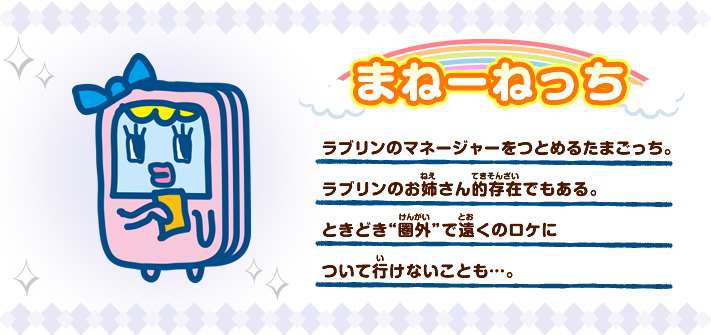 まねーねっち
ラブリンのマネージャーをつとめるたまごっち。
ラブリンのお姉さん的存在でもある。
ときどき“圏外”で遠くのロケに
ついて行けないことも…。